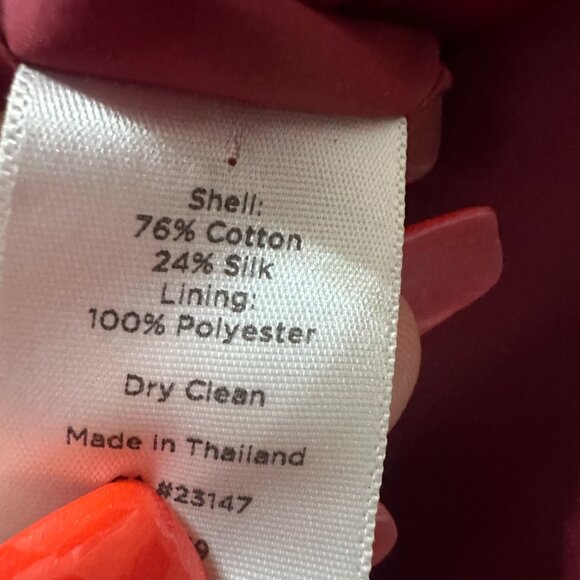 Shell:
76% Cotton
24% Silk
Lining:
100% Polyester
Dry Clean
Made in Thailand
#23147